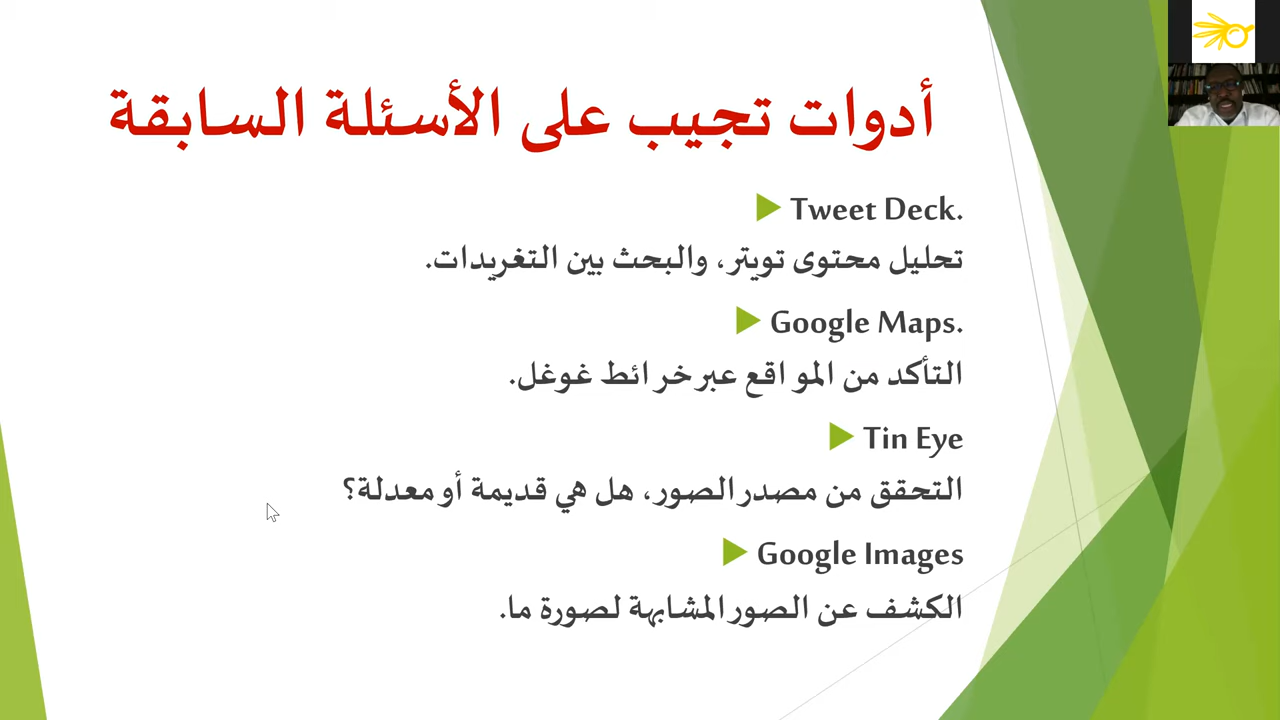 أدوات تجيب على الأسئلة السابقة
Tweet Deck.
تحليل محتوى تويتر، والبحث بين التغريدات.
Google Maps.
التأكد من المواقع عبر خرائط غوغل.
Tin Eye
التحقق من مصدر الصور، هل هي قديمة أو معدلة؟
Google Images
الكشف عن الصور المشابهة لصورة ما.